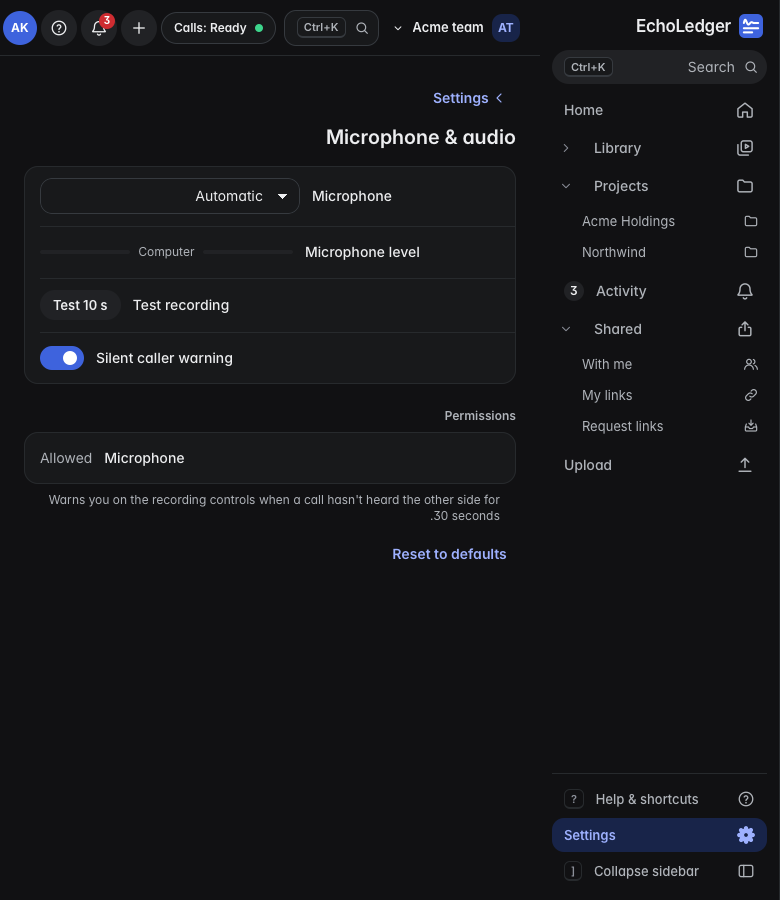 EchoLedger
Ctrl+K
Search
Home
Library
Projects
Acme Holdings
Northwind
3
Activity
Shared
With me
My links
Request links
Upload
?
Help & shortcuts
Settings
]
Collapse sidebar
AK
3
Calls: Ready
Ctrl+K
Acme team
AT
Settings
Microphone & audio
Automatic
Microphone
Computer
Microphone level
Test 10 s
Test recording
Silent caller warning
Permissions
Allowed
Microphone
Warns you on the recording controls when a call hasn't heard the other side for
.30 seconds
Reset to defaults